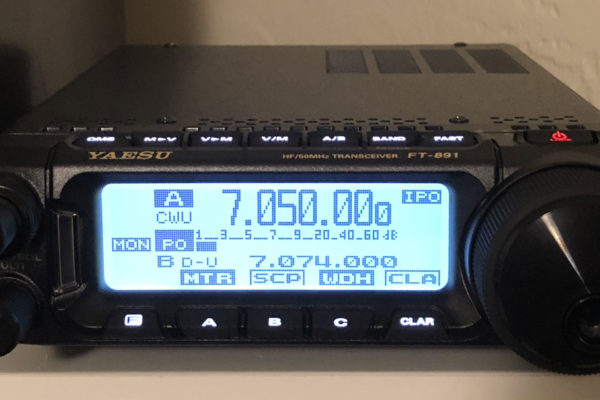 QMB M▶V V▶M V/M A/B BAND FAST
YAESU HF/50MHz TRANSCEIVER FT-891
A 7.050.000 IPO
CWU
1 3 5 7 9 20 40 60 dB
MON PO
B D-U 7.074.000
MTR SCP WDH CLA
F A B C CLAR